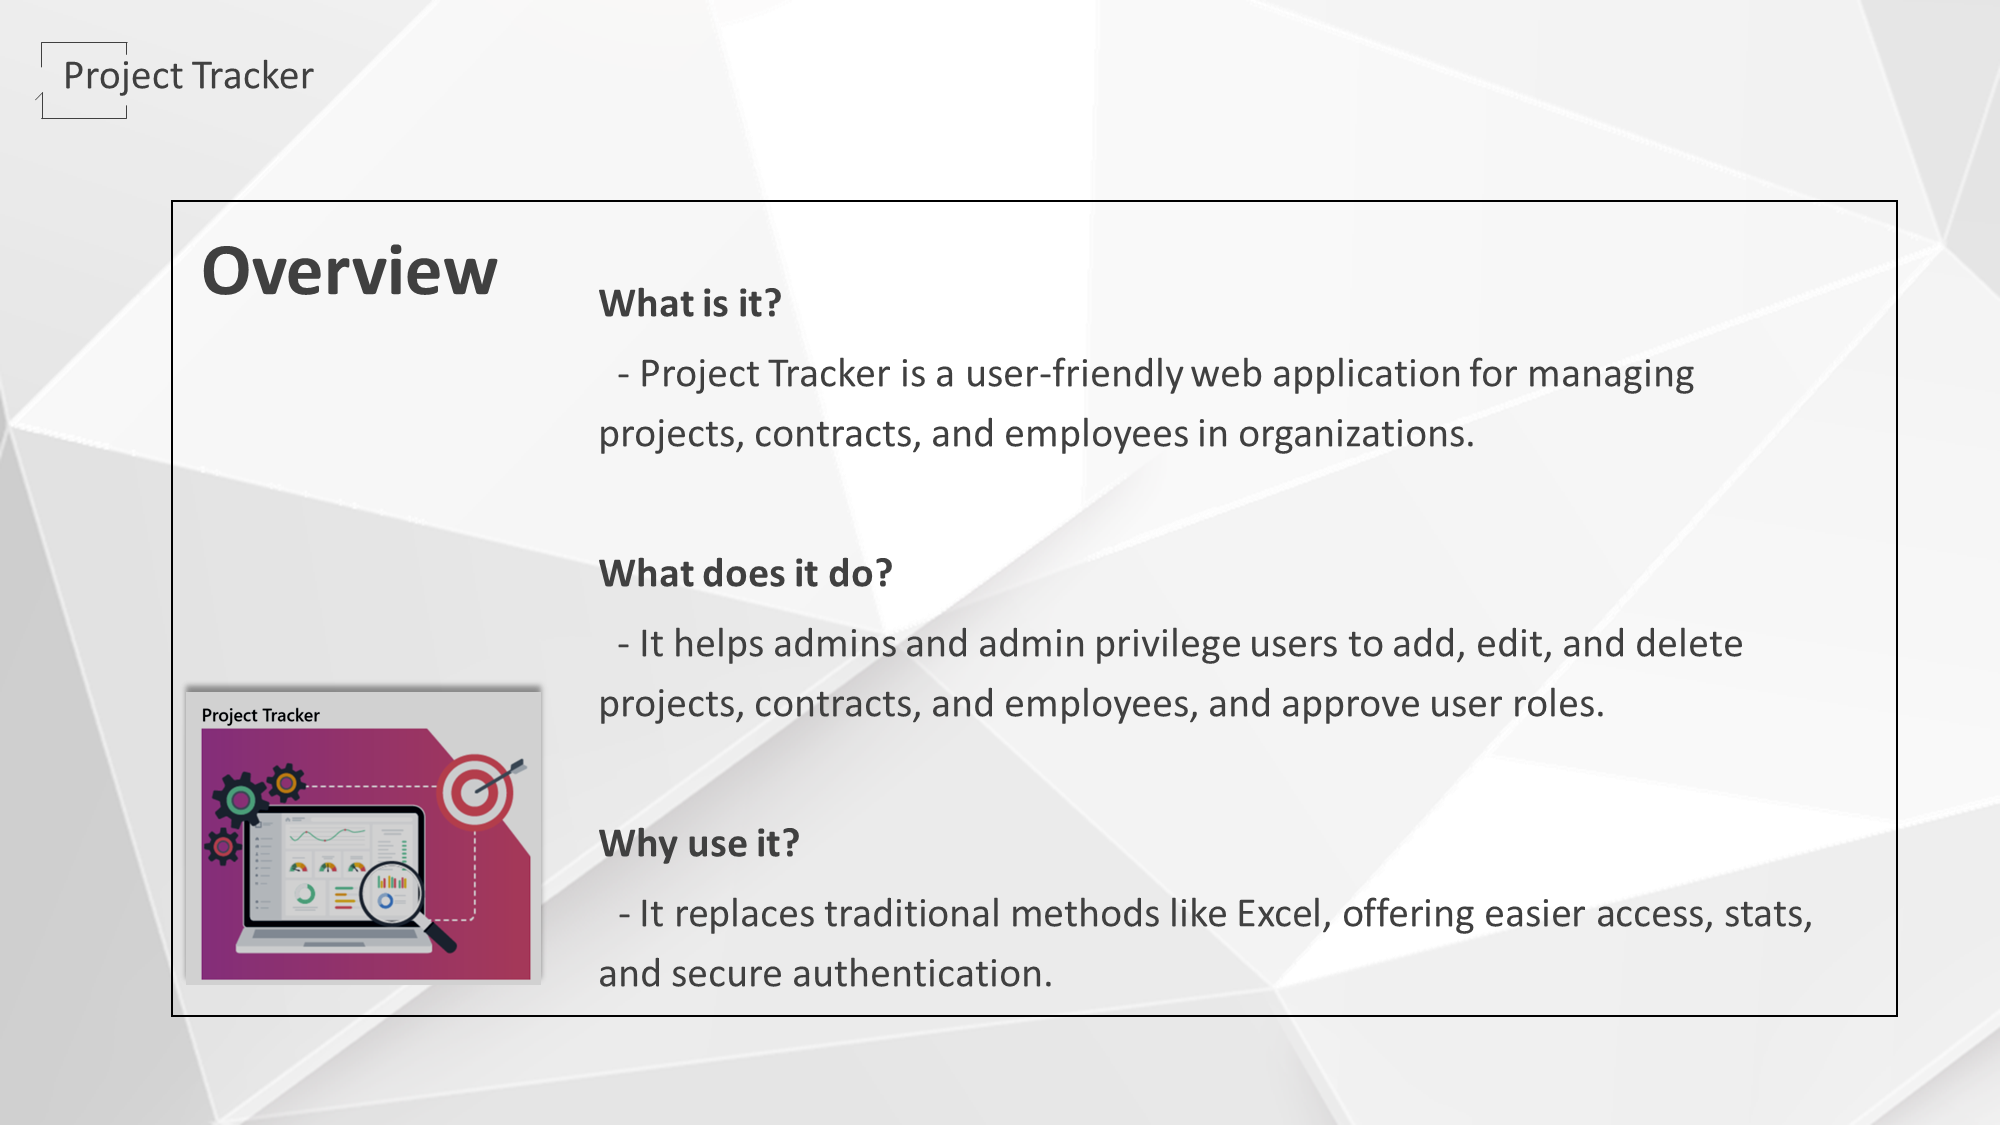 Project Tracker
Overview
What is it?
- Project Tracker is a user-friendly web application for managing
projects, contracts, and employees in organizations.
What does it do?
- It helps admins and admin privilege users to add, edit, and delete
projects, contracts, and employees, and approve user roles.
Why use it?
- It replaces traditional methods like Excel, offering easier access, stats,
and secure authentication.
Project Tracker